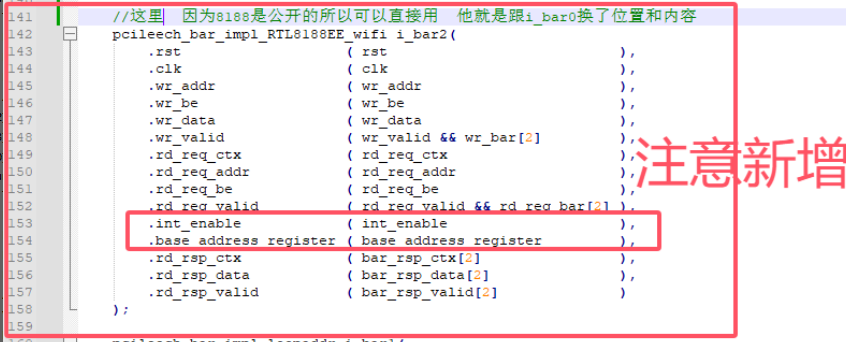 141 //这里 因为8188是公开的所以可以直接用 他就是跟i_bar0换了位置和内容
142 pcileech_bar_impl_RTL8188EE_wifi i_bar2(
143 .rst ( rst ),
144 .clk ( clk ),
145 .wr_addr ( wr_addr ),
146 .wr_be ( wr_be ),
147 .wr_data ( wr_data ),
148 .wr_valid ( wr_valid && wr_bar[2] ),
149 .rd_req_ctx ( rd_req_ctx ),
150 .rd_req_addr ( rd_req_addr ),
151 .rd_req_be ( rd_req_be ),
152 .rd_req_valid ( rd_req_valid && rd_req_bar[2] ),
153 .int_enable ( int_enable ),
154 .base_address_register ( base_address_register ),
155 .rd_rsp_ctx ( bar_rsp_ctx[2] ),
156 .rd_rsp_data ( bar_rsp_data[2] ),
157 .rd_rsp_valid ( bar_rsp_valid[2] )
158 );
159
注意新增